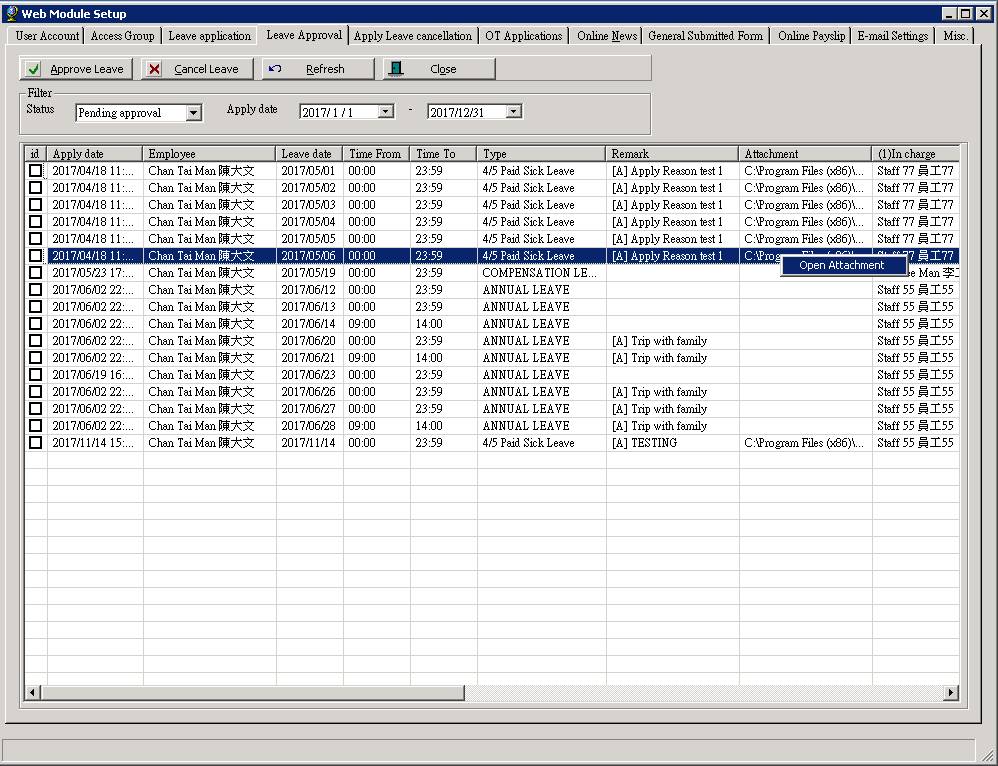 Web Module Setup
User Account Access Group Leave application Leave Approval Apply Leave cancellation OT Applications Online News General Submitted Form Online Payslip E-mail Settings Misc.
Approve Leave Cancel Leave Refresh Close
Filter
Status Pending approval Apply date 2017/ 1 / 1 - 2017/12/31
id Apply date Employee Leave date Time From Time To Type Remark Attachment (1)In charge
2017/04/18 11:... Chan Tai Man 陳大文 2017/05/01 00:00 23:59 4/5 Paid Sick Leave [A] Apply Reason test 1 C:\Program Files (x86)\... Staff 77 員工77
2017/04/18 11:... Chan Tai Man 陳大文 2017/05/02 00:00 23:59 4/5 Paid Sick Leave [A] Apply Reason test 1 C:\Program Files (x86)\... Staff 77 員工77
2017/04/18 11:... Chan Tai Man 陳大文 2017/05/03 00:00 23:59 4/5 Paid Sick Leave [A] Apply Reason test 1 C:\Program Files (x86)\... Staff 77 員工77
2017/04/18 11:... Chan Tai Man 陳大文 2017/05/04 00:00 23:59 4/5 Paid Sick Leave [A] Apply Reason test 1 C:\Program Files (x86)\... Staff 77 員工77
2017/04/18 11:... Chan Tai Man 陳大文 2017/05/05 00:00 23:59 4/5 Paid Sick Leave [A] Apply Reason test 1 C:\Program Files (x86)\... Staff 77 員工77
2017/04/18 11:... Chan Tai Man 陳大文 2017/05/06 00:00 23:59 4/5 Paid Sick Leave [A] Apply Reason test 1 C:\Program Files (x86)\... Staff 77 員工77
Open Attachment
2017/05/23 17:... Chan Tai Man 陳大文 2017/05/19 00:00 23:59 COMPENSATION LE... Man 李
2017/06/02 22:... Chan Tai Man 陳大文 2017/06/12 00:00 23:59 ANNUAL LEAVE Staff 55 員工55
2017/06/02 22:... Chan Tai Man 陳大文 2017/06/13 00:00 23:59 ANNUAL LEAVE Staff 55 員工55
2017/06/02 22:... Chan Tai Man 陳大文 2017/06/14 09:00 14:00 ANNUAL LEAVE Staff 55 員工55
2017/06/02 22:... Chan Tai Man 陳大文 2017/06/20 00:00 23:59 ANNUAL LEAVE [A] Trip with family Staff 55 員工55
2017/06/02 22:... Chan Tai Man 陳大文 2017/06/21 09:00 14:00 ANNUAL LEAVE [A] Trip with family Staff 55 員工55
2017/06/19 16:... Chan Tai Man 陳大文 2017/06/23 00:00 23:59 ANNUAL LEAVE Staff 55 員工55
2017/06/02 22:... Chan Tai Man 陳大文 2017/06/26 00:00 23:59 ANNUAL LEAVE [A] Trip with family Staff 55 員工55
2017/06/02 22:... Chan Tai Man 陳大文 2017/06/27 00:00 23:59 ANNUAL LEAVE [A] Trip with family Staff 55 員工55
2017/06/02 22:... Chan Tai Man 陳大文 2017/06/28 09:00 14:00 ANNUAL LEAVE [A] Trip with family Staff 55 員工55
2017/11/14 15:... Chan Tai Man 陳大文 2017/11/14 00:00 23:59 4/5 Paid Sick Leave [A] TESTING C:\Program Files (x86)\... Staff 55 員工55